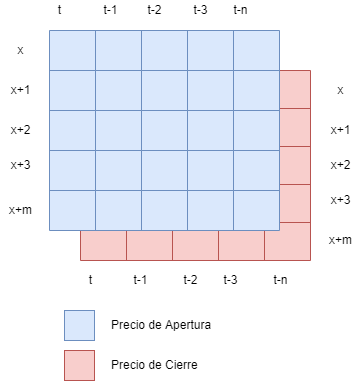 t t-1 t-2 t-3 t-n
x
x
x+1
x+1
x+2
x+2
x+3
x+3
x+m
x+m
t t-1 t-2 t-3 t-n
Precio de Apertura
Precio de Cierre